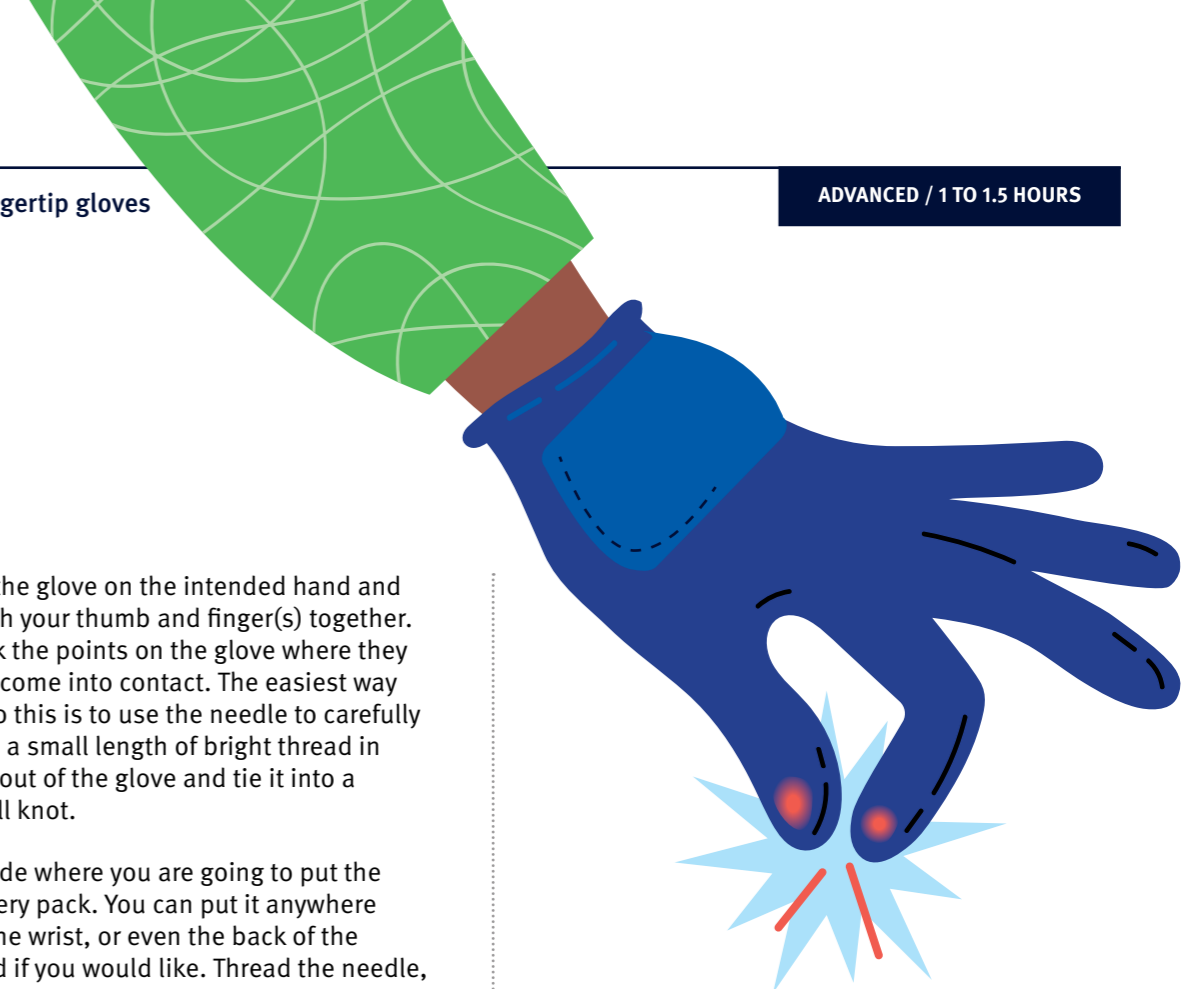 gertip gloves
ADVANCED / 1 TO 1.5 HOURS
the glove on the intended hand and
h your thumb and finger(s) together.
k the points on the glove where they
come into contact. The easiest way
o this is to use the needle to carefully
a small length of bright thread in
out of the glove and tie it into a
ll knot.
de where you are going to put the
ery pack. You can put it anywhere
ne wrist, or even the back of the
d if you would like. Thread the needle,